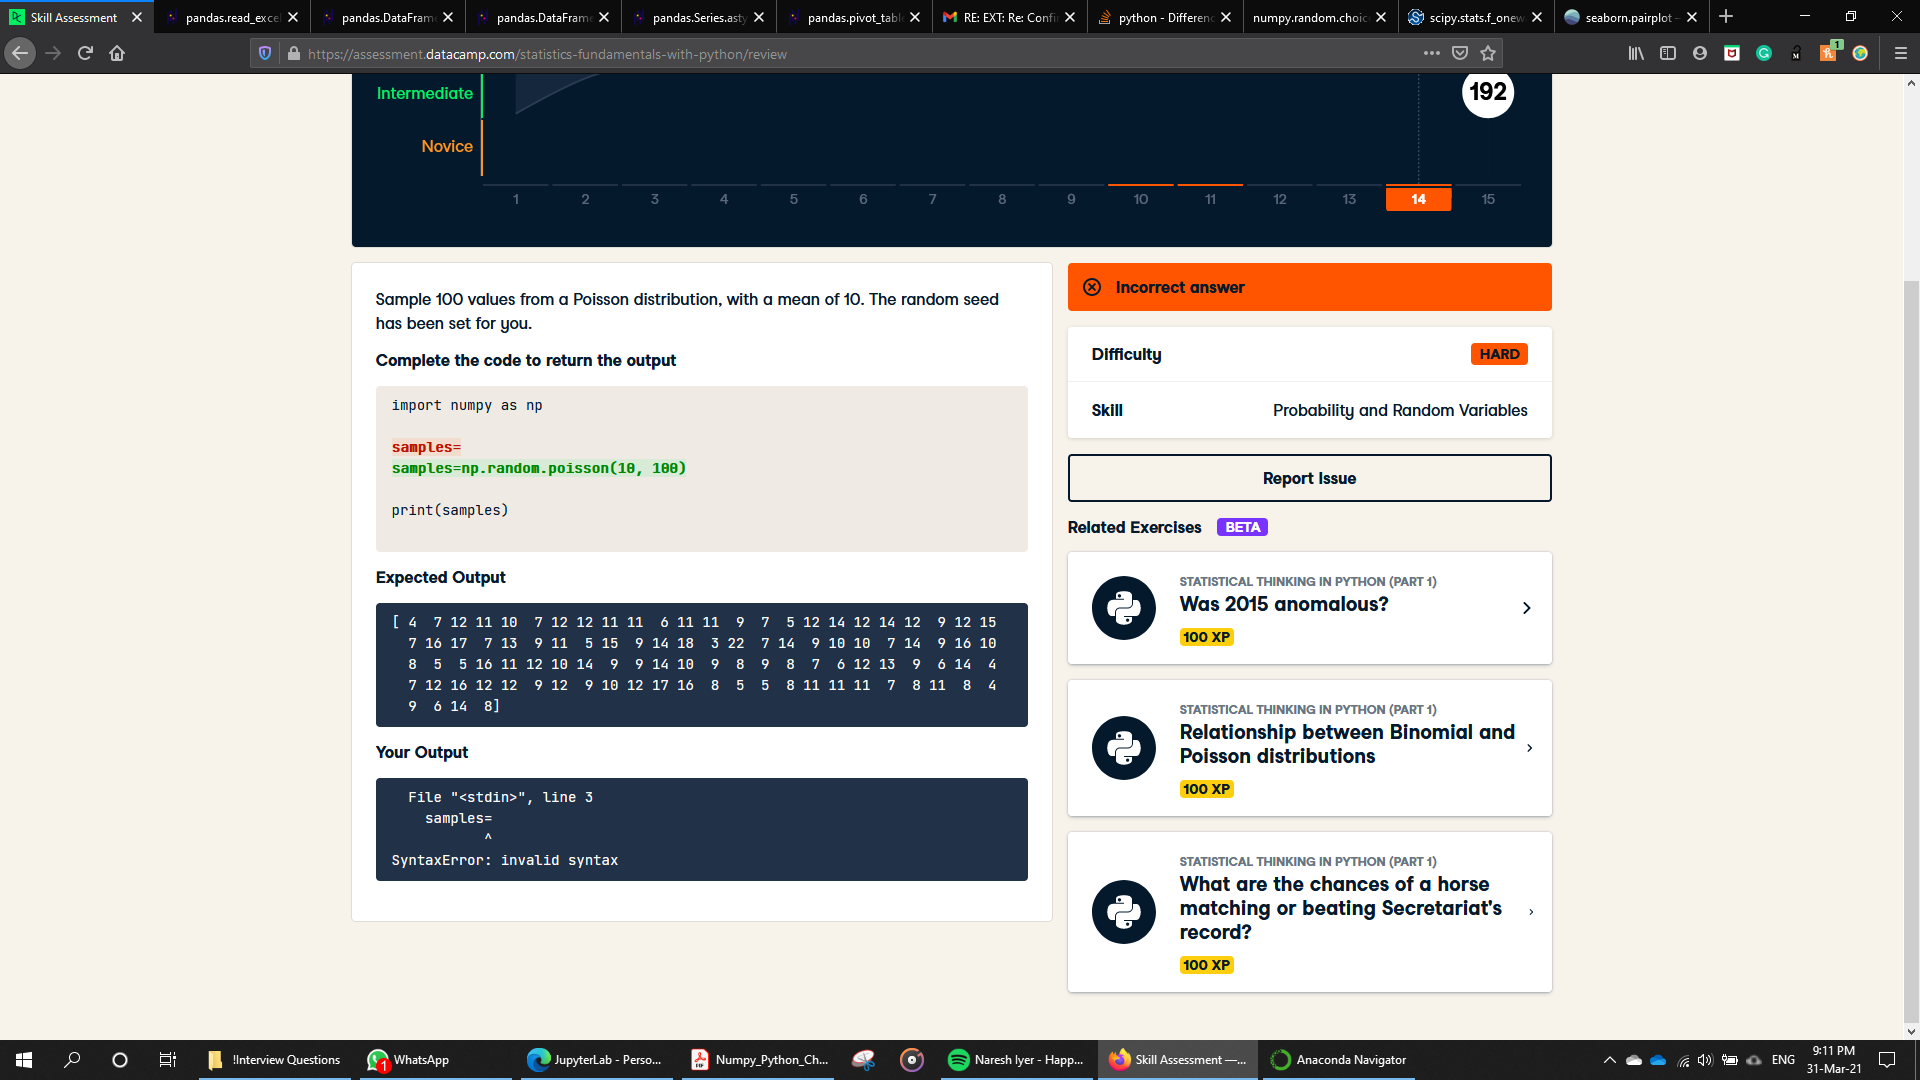 Skill Assessment
pandas.read_exce
pandas.DataFrame
pandas.DataFrame
pandas.Series.asty
pandas.pivot_table
RE: EXT: Re: Confi
python - Differenc
numpy.random.choic
scipy.stats.f_onew
seaborn.pairplot
https://assessment.datacamp.com/statistics-fundamentals-with-python/review
1
Intermediate
192
Novice
1 2 3 4 5 6 7 8 9 10 11 12 13 14 15
Sample 100 values from a Poisson distribution, with a mean of 10. The random seed
has been set for you.
Complete the code to return the output
import numpy as np
samples=
samples=np.random.poisson(10, 100)
print(samples)
Expected Output
[ 4 7 12 11 10 7 12 12 11 11 6 11 11 9 7 5 12 14 12 14 12 9 12 15
7 16 17 7 13 9 11 5 15 9 14 18 3 22 7 14 9 10 10 7 14 9 16 10
8 5 5 16 11 12 10 14 9 9 14 10 9 8 9 8 7 6 12 13 9 6 14 4
7 12 16 12 12 9 12 9 10 12 17 16 8 5 5 8 11 11 11 7 8 11 8 4
9 6 14 8]
Your Output
File "<stdin>", line 3
samples=
^
SyntaxError: invalid syntax
Incorrect answer
Difficulty
HARD
Skill
Probability and Random Variables
Report Issue
Related Exercises BETA
STATISTICAL THINKING IN PYTHON (PART 1)
Was 2015 anomalous?
100 XP
STATISTICAL THINKING IN PYTHON (PART 1)
Relationship between Binomial and
Poisson distributions
100 XP
STATISTICAL THINKING IN PYTHON (PART 1)
What are the chances of a horse
matching or beating Secretariat's
record?
100 XP
!Interview Questions
1
WhatsApp
JupyterLab - Perso...
Numpy_Python_Ch...
Naresh Iyer - Happ...
Skill Assessment —...
Anaconda Navigator
ENG
9:11 PM
31-Mar-21